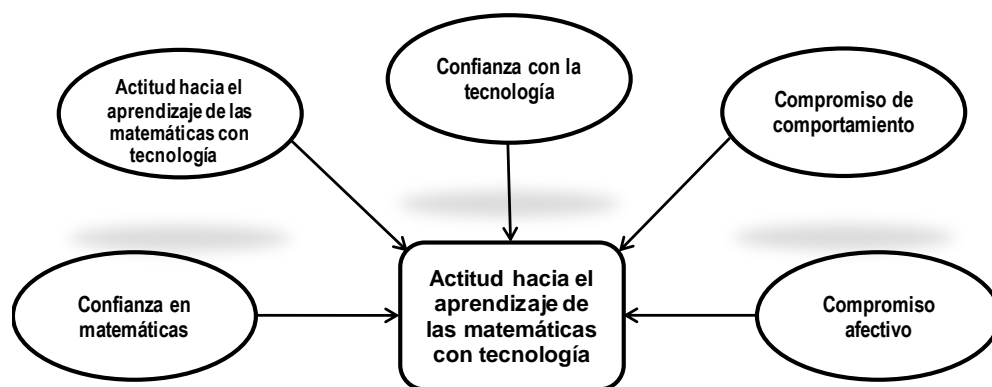 Confianza con la
tecnología
Actitud hacia el
aprendizaje de las
matemáticas con
tecnología
Compromiso de
comportamiento
Confianza en
matemáticas
Actitud hacia el
aprendizaje de
las matemáticas
con tecnología
Compromiso
afectivo